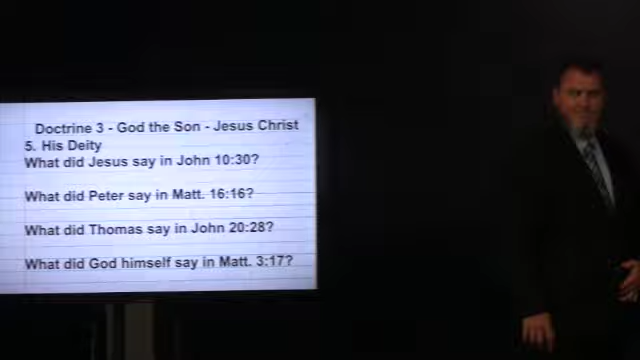 Doctrine 3 - God the Son - Jesus Christ
5. His Deity
What did Jesus say in John 10:30?
What did Peter say in Matt. 16:16?
What did Thomas say in John 20:28?
What did God himself say in Matt. 3:17?